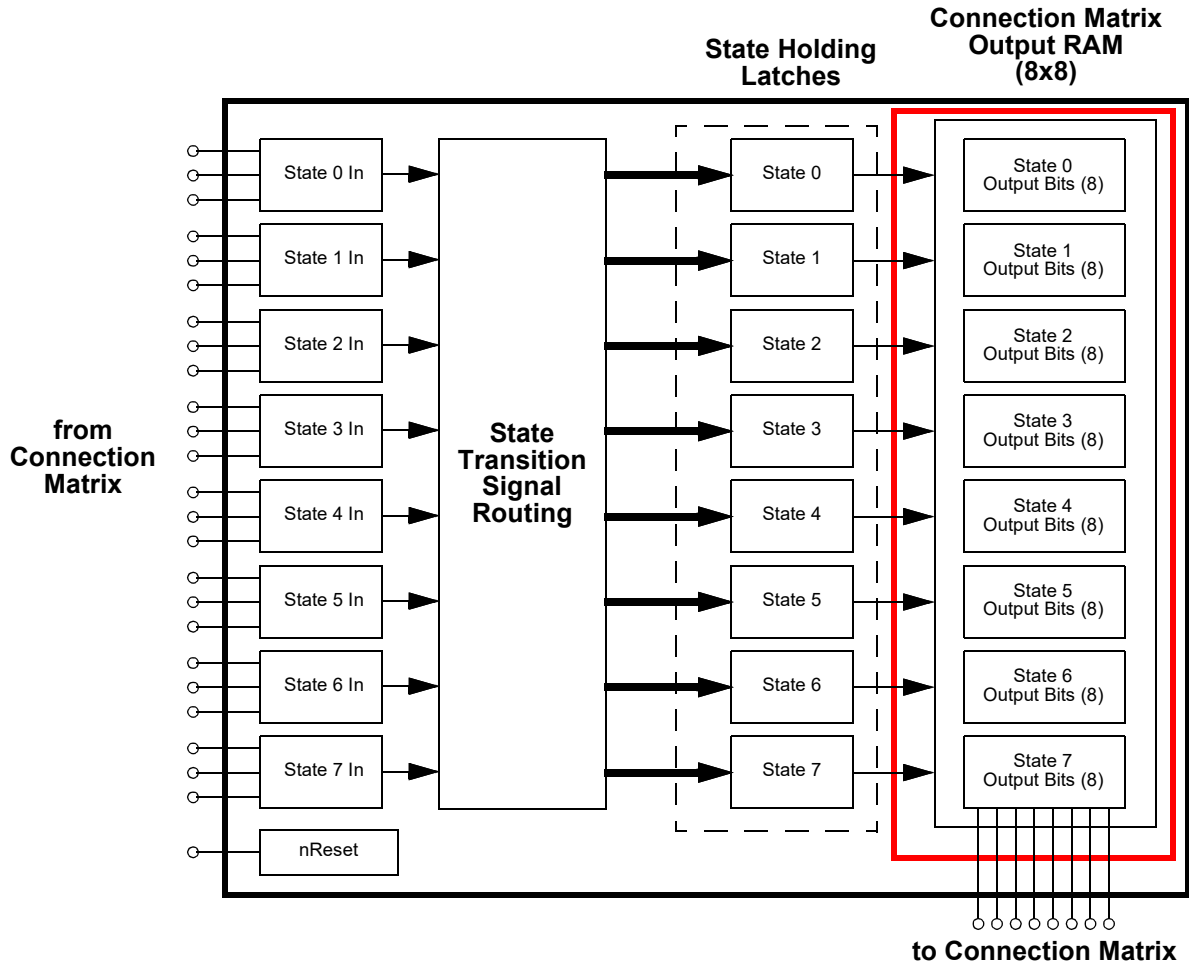 Connection Matrix
Output RAM
(8x8)
State Holding
Latches
State 0 In
State 0
State 0
Output Bits (8)
State 1 In
State 1
State 1
Output Bits (8)
State 2 In
State 2
State 2
Output Bits (8)
from
Connection
Matrix
State 3 In
State
Transition
Signal
Routing
State 3
State 3
Output Bits (8)
State 4 In
State 4
State 4
Output Bits (8)
State 5 In
State 5
State 5
Output Bits (8)
State 6 In
State 6
State 6
Output Bits (8)
State 7 In
State 7
State 7
Output Bits (8)
nReset
to Connection Matrix